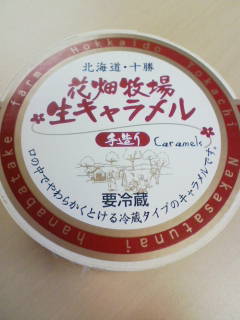 北海道・十勝
花畑牧場
生キャラメル
手造り Caramels
要冷蔵
口の中でやわらかくとける冷蔵タイプのキャラメルです。
hanabatake farm Hokkaido Tokachi Nakasatsunai